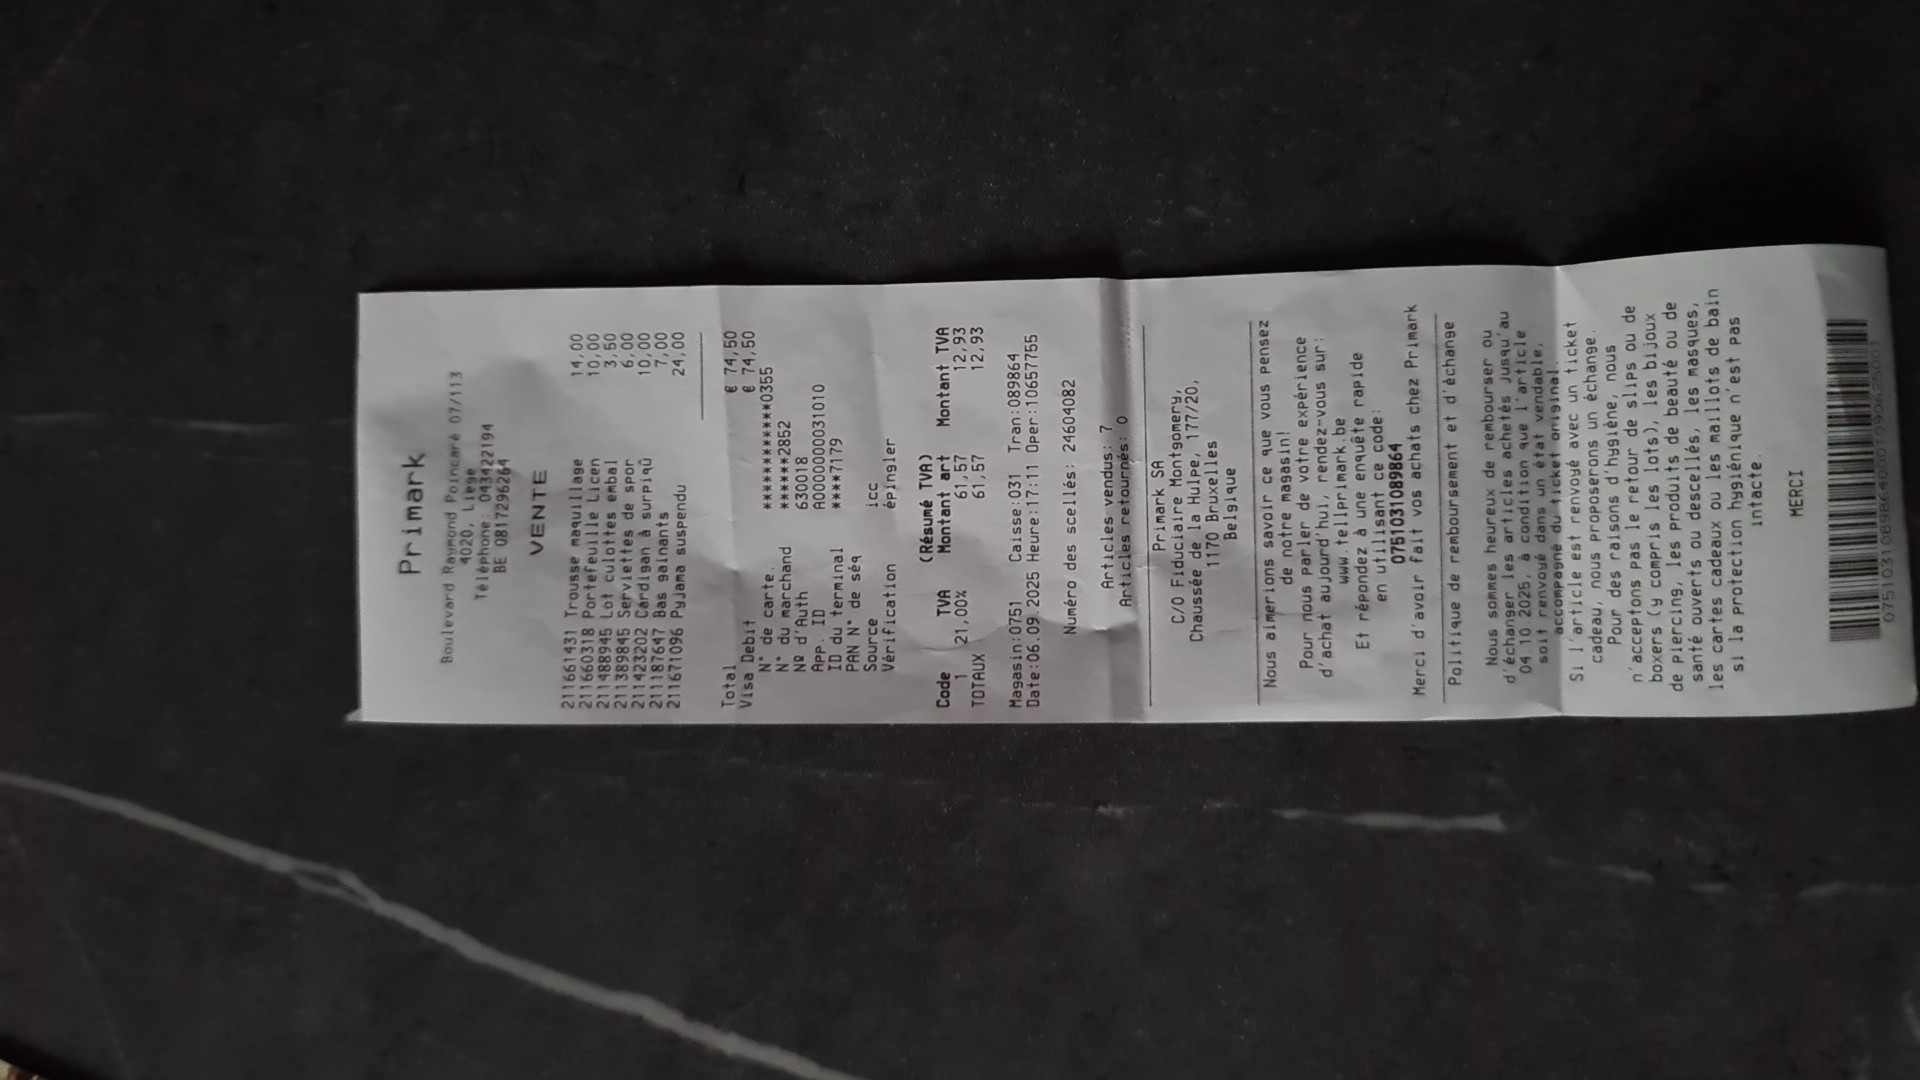 Primark
Boulevard Raymond Poincaré 07/113
4020, Liege
Téléphone: 043422194
BE 0817296264
VENTE
211661431 Trousse maquillage 14,00
211660318 Portefeuille Licen 10,00
211488945 Lot culottes embal 3,50
211389845 Serviettes de spor 6,00
211423202 Cardigan à surpiqû 10,00
211187647 Bas gainants 7,00
211671096 Pyjama suspendu 24,00
Total € 74,50
Visa Debit € 74,50
N° de carte. ************0355
N° du marchand ******2852
Nº d'Auth 630018
App. ID A0000000031010
ID du terminal ****7179
PAN N° de séq
Source icc
Vérification épingler
(Résumé TVA)
Code TVA Montant art Montant TVA
1 21,00% 61,57 12,93
TOTAUX 61,57 12,93
Magasin:0751 Caisse:031 Tran:089864
Date:06.09.2025 Heure:17:11 Oper:10657755
Numéro des scellés: 24604082
Articles vendus: 7
Articles retournés: 0
Primark SA
C/O Fiduciaire Montgomery,
Chaussée de la Hulpe, 177/20,
1170 Bruxelles
Belgique
Nous aimerions savoir ce que vous pensez
de notre magasin!
Pour nous parler de votre expérience
d'achat aujourd'hui, rendez-vous sur:
www.tellprimark.be
Et répondez à une enquête rapide
en utilisant ce code:
0751031089864
Merci d'avoir fait vos achats chez Primark
Politique de remboursement et d'échange
Nous sommes heureux de rembourser ou
d'échanger les articles achetés jusqu'au
04.10.2025, à condition que l'article
soit renvoyé dans un état vendable,
accompagné du ticket original.
Si l'article est renvoyé avec un ticket
cadeau, nous proposerons un échange.
Pour des raisons d'hygiène, nous
n'acceptons pas le retour de slips ou de
boxers (y compris les lots), les bijoux
de piercing, les produits de beauté ou de
santé ouverts ou descellés, les masques,
les cartes cadeaux ou les maillots de bain
si la protection hygiénique n'est pas
intacte.
MERCI